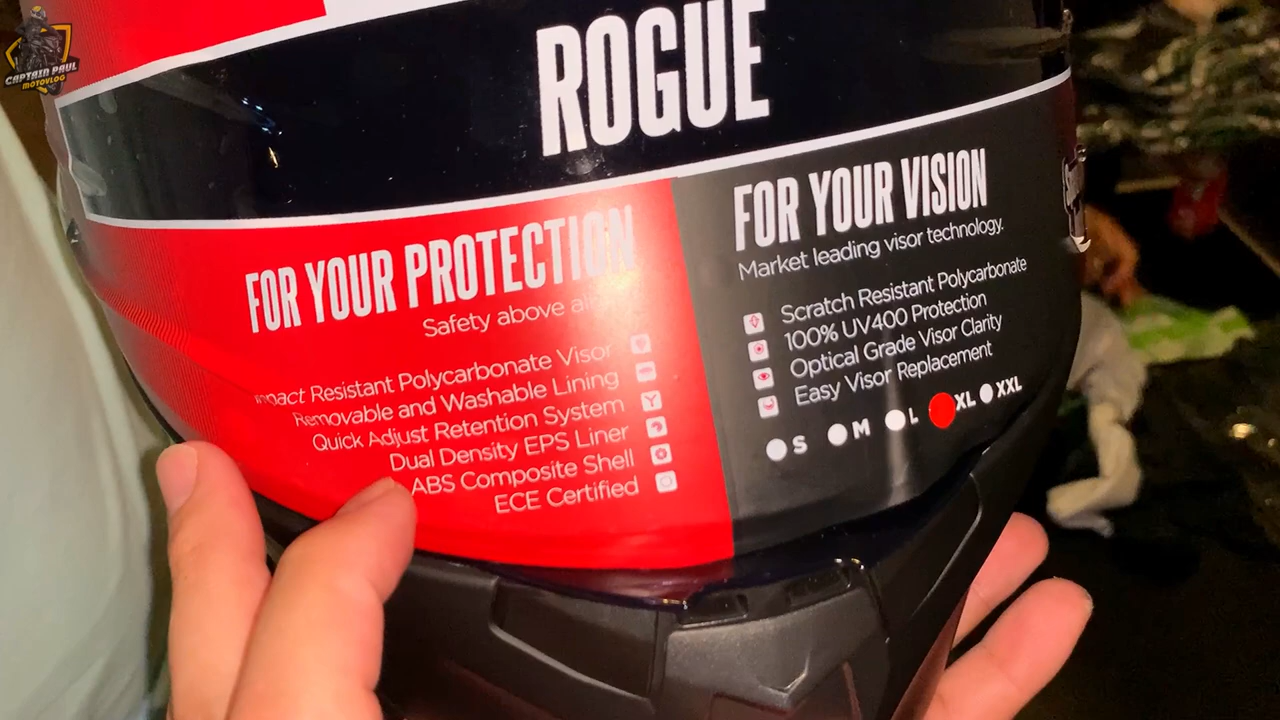 CAPTAIN PAUL
MOTOVLOG
ROGUE
FOR YOUR PROTECTION
Safety above
Resistant Polycarbonate Visor
Removable and Washable Lining
Quick Adjust Retention System
Dual Density EPS Liner
ABS Composite Shell
ECE Certified
FOR YOUR VISION
Market leading visor technology.
Scratch Resistant Polycarbonate
100% UV400 Protection
Optical Grade Visor Clarity
Easy Visor Replacement
S M L XL XXL